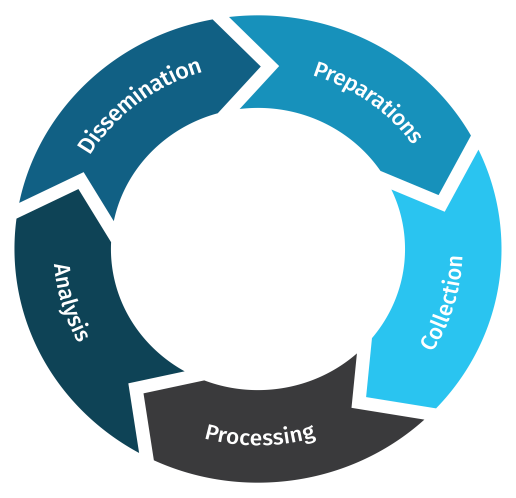 Preparations
Collection
Processing
Analysis
Dissemination